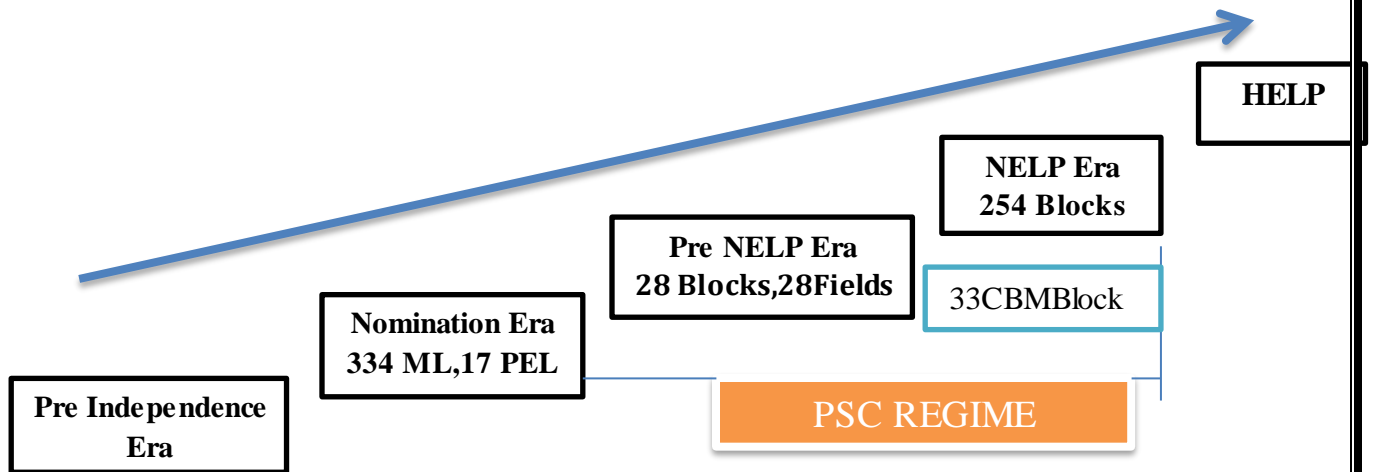 HELP
NELP Era
254 Blocks
Pre NELP Era
28 Blocks,28Fields
33CBMBlock
Nomination Era
334 ML,17 PEL
Pre Independence
Era
PSC REGIME